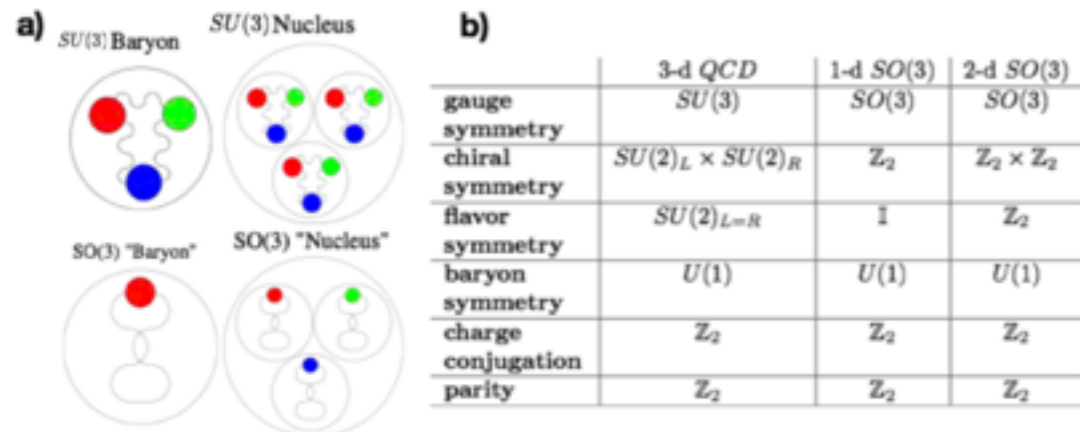 a)
SU(3) Baryon
SU(3) Nucleus
SO(3) "Baryon"
SO(3) "Nucleus"
b)
3-d QCD 1-d SO(3) 2-d SO(3)
gauge symmetry SU(3) SO(3) SO(3)
chiral symmetry SU(2)L × SU(2)R ℤ2 ℤ2 × ℤ2
flavor symmetry SU(2)L=R 𝕀 ℤ2
baryon symmetry U(1) U(1) U(1)
charge conjugation ℤ2 ℤ2 ℤ2
parity ℤ2 ℤ2 ℤ2